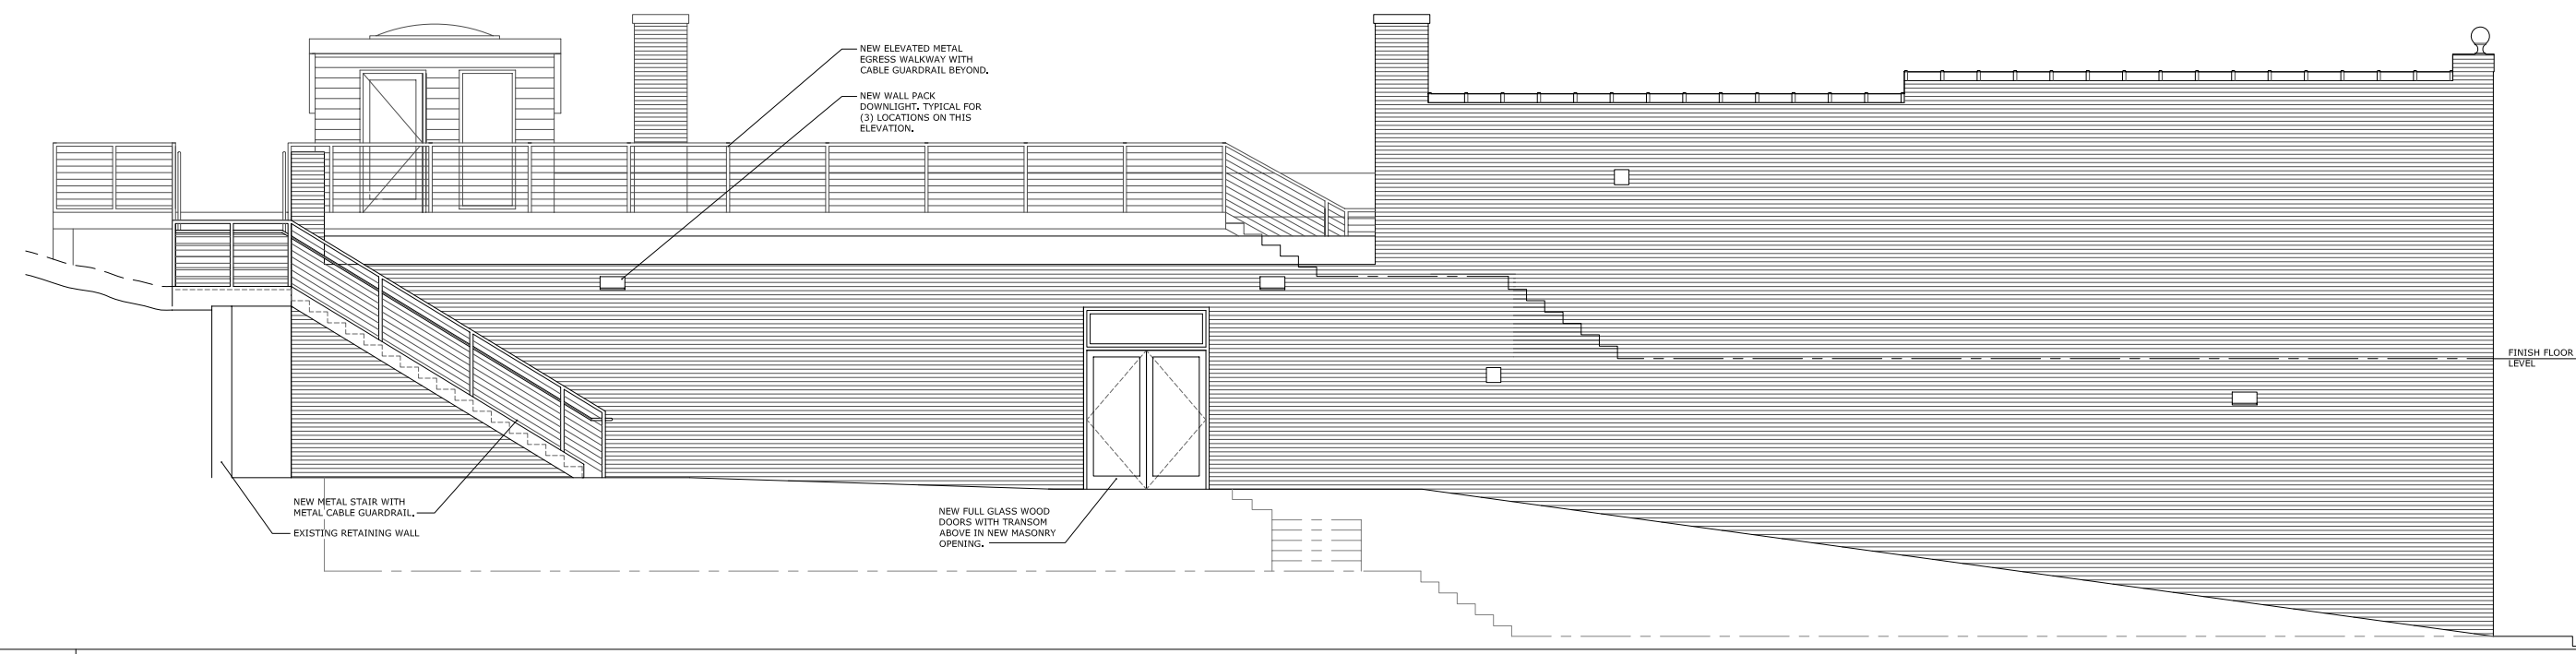 NEW ELEVATED METAL
EGRESS WALKWAY WITH
CABLE GUARDRAIL BEYOND.
NEW WALL PACK
DOWNLIGHT. TYPICAL FOR
(3) LOCATIONS ON THIS
ELEVATION.
FINISH FLOOR
LEVEL
NEW METAL STAIR WITH
METAL CABLE GUARDRAIL.
EXISTING RETAINING WALL
NEW FULL GLASS WOOD
DOORS WITH TRANSOM
ABOVE IN NEW MASONRY
OPENING.